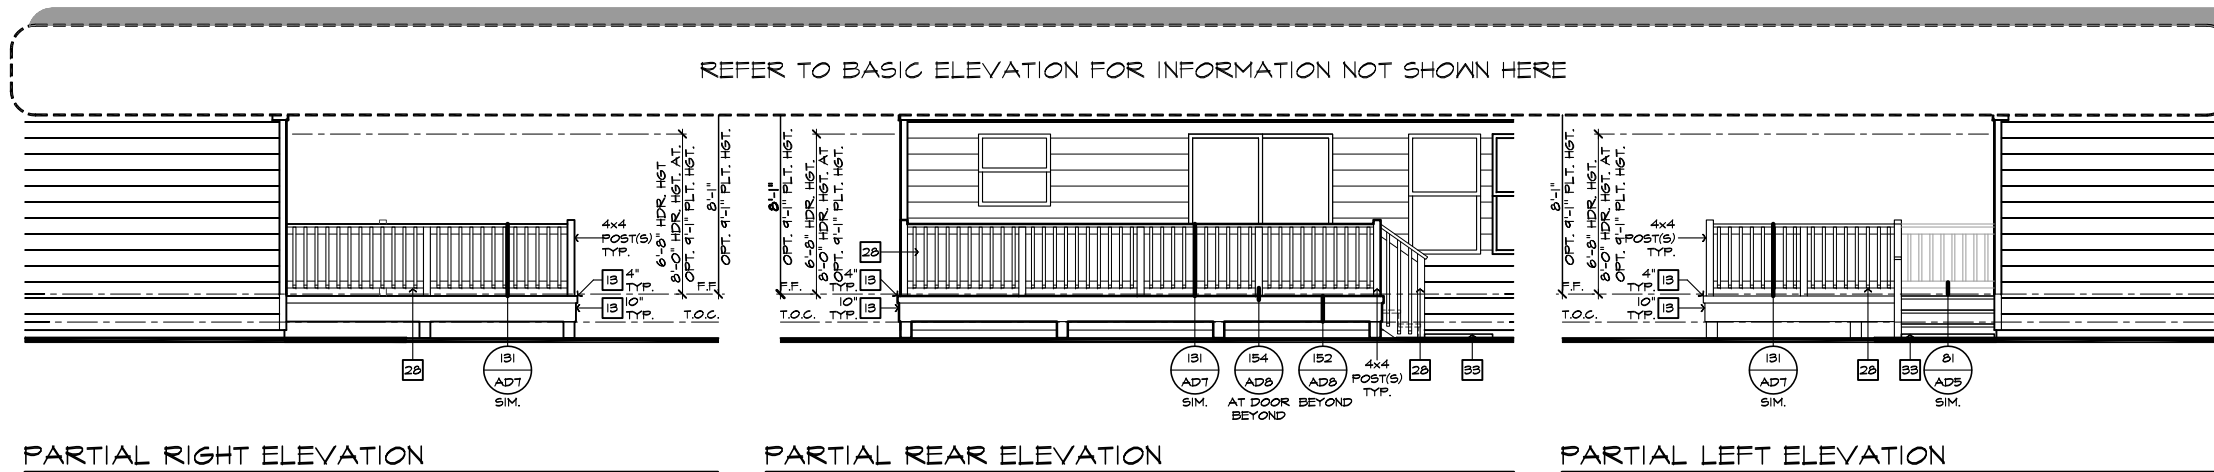 REFER TO BASIC ELEVATION FOR INFORMATION NOT SHOWN HERE
6'-8" HDR. HGT
8'-0" HDR. HGT. AT.
OPT. 9'-1" PLT. HGT.
8'-1"
OPT. 9'-1" PLT. HGT.
4x4
POST(S)
TYP.
13 4"
TYP.
13 10"
TYP.
F.F.
T.O.C.
28
131
AD7
SIM.
PARTIAL RIGHT ELEVATION
8'-1"
OPT. 9'-1" PLT. HGT.
6'-8" HDR. HGT.
8'-0" HDR. HGT. AT
OPT. 9'-1" PLT. HGT.
28
4"
TYP. 13
10"
TYP. 13
F.F.
T.O.C.
131
AD7
SIM.
154
AD8
AT DOOR
BEYOND
152
AD8
BEYOND
4x4
POST(S)
TYP.
28
33
PARTIAL REAR ELEVATION
8'-1"
OPT. 9'-1" PLT. HGT.
6'-8" HDR. HGT.
8'-0" HDR. HGT. AT
OPT. 9'-1" PLT. HGT.
4x4
POST(S)
TYP.
4"
TYP. 13
10"
TYP. 13
F.F.
T.O.C.
131
AD7
SIM.
28
33
81
AD5
SIM.
PARTIAL LEFT ELEVATION